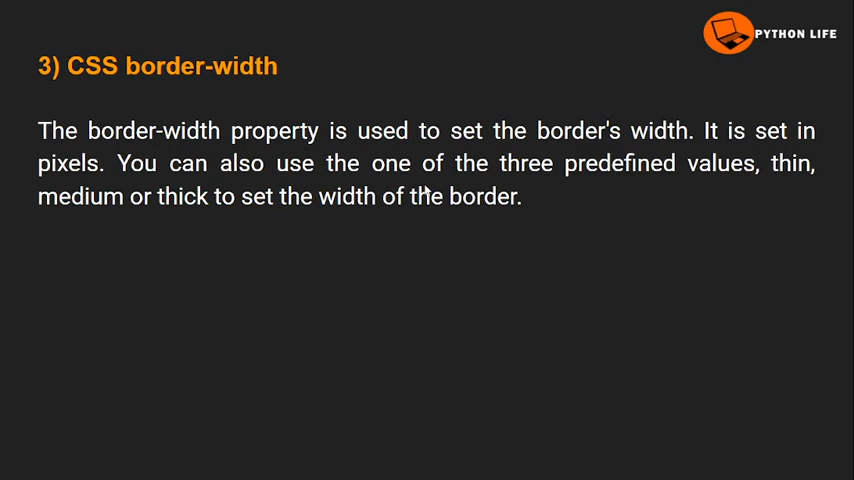 PYTHON LIFE
3) CSS border-width
The border-width property is used to set the border's width. It is set in
pixels. You can also use the one of the three predefined values, thin,
medium or thick to set the width of the border.